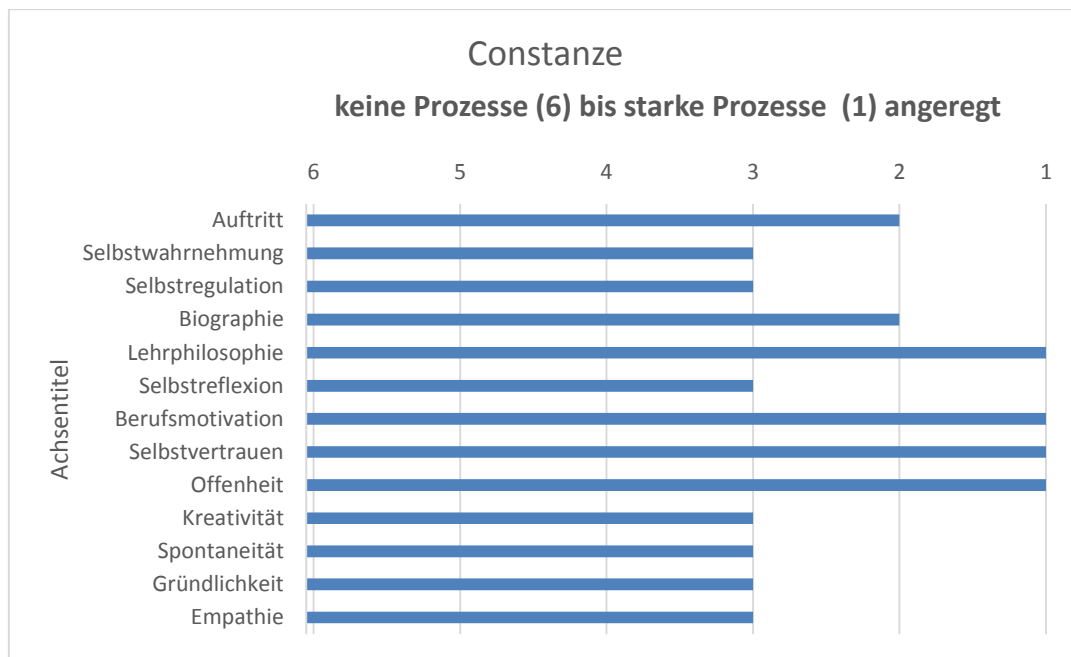 Constanze
keine Prozesse (6) bis starke Prozesse  (1) angeregt
6 5 4 3 2 1
Auftritt
Selbstwahrnehmung
Selbstregulation
Biographie
Lehrphilosophie
Selbstreflexion
Berufsmotivation
Selbstvertrauen
Offenheit
Kreativität
Spontaneität
Gründlichkeit
Empathie
Achsentitel